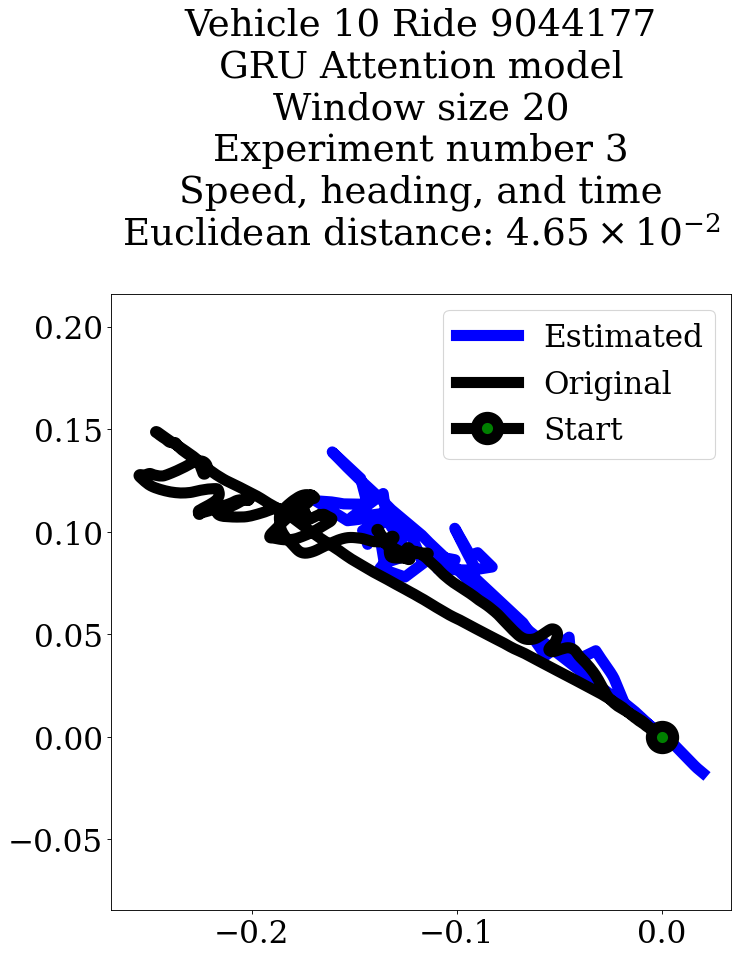 Vehicle 10 Ride 9044177
GRU Attention model
Window size 20
Experiment number 3
Speed, heading, and time
Euclidean distance: 4.65 × 10⁻²
Estimated
Original
Start
0.20
0.15
0.10
0.05
0.00
−0.05
−0.2
−0.1
0.0